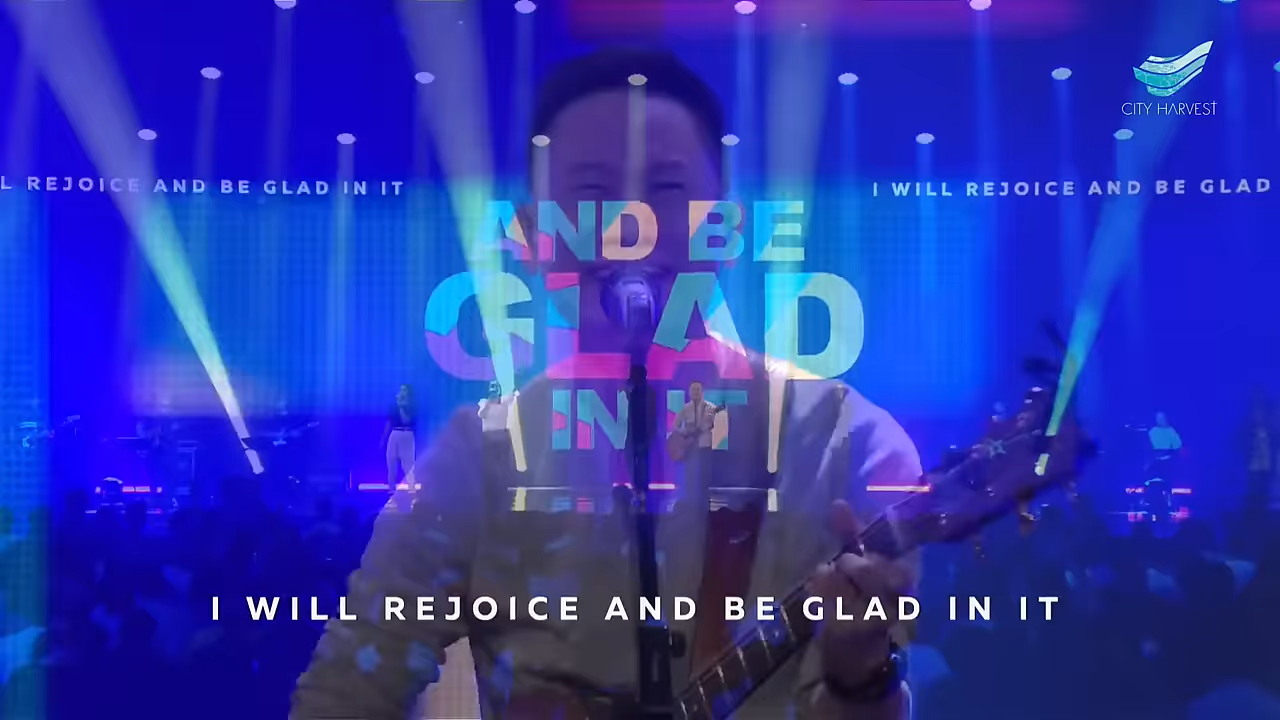 CITY HARVEST
L REJOICE AND BE GLAD IN IT
I WILL REJOICE AND BE GLAD
AND BE
GLAD
IN IT
I WILL REJOICE AND BE GLAD IN IT